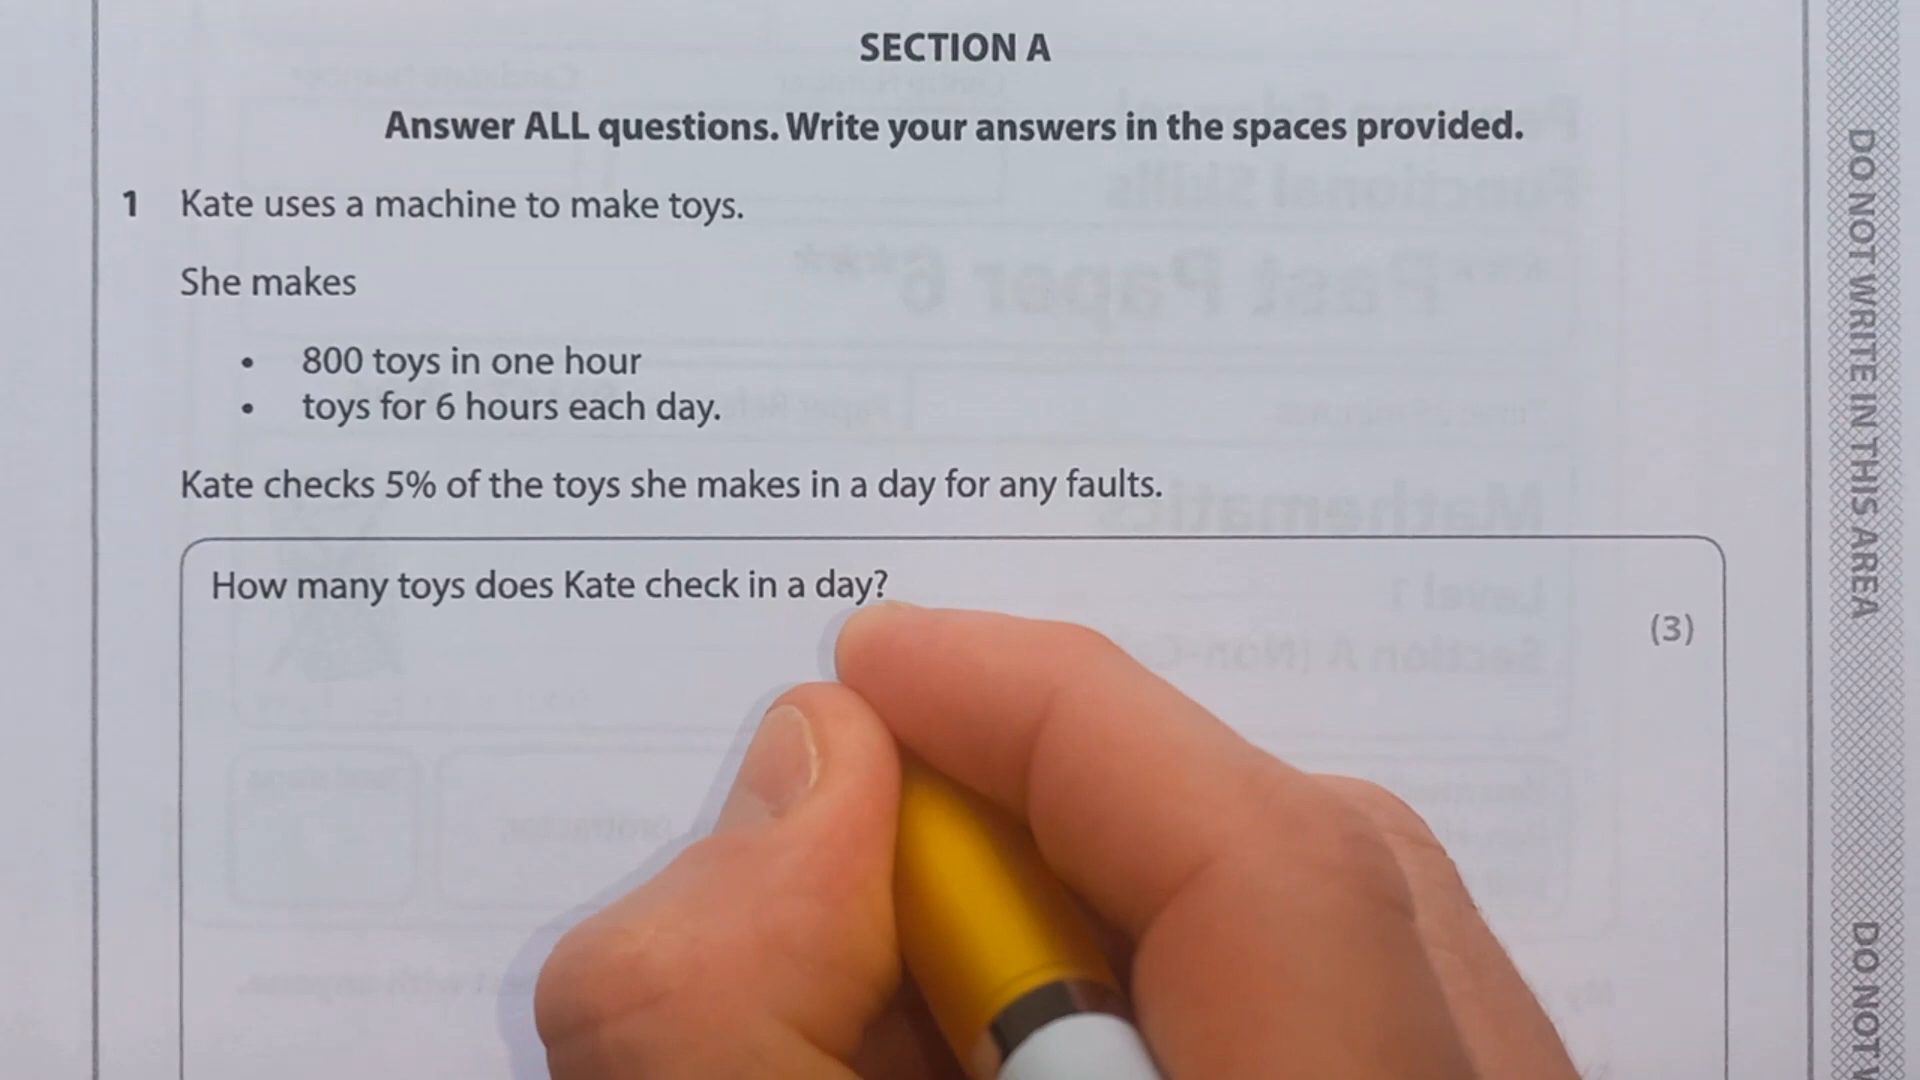 SECTION A
Answer ALL questions. Write your answers in the spaces provided.
1 Kate uses a machine to make toys.
She makes
• 800 toys in one hour
• toys for 6 hours each day.
Kate checks 5% of the toys she makes in a day for any faults.
How many toys does Kate check in a day?
(3)
DO NOT WRITE IN THIS AREA
DO NOT